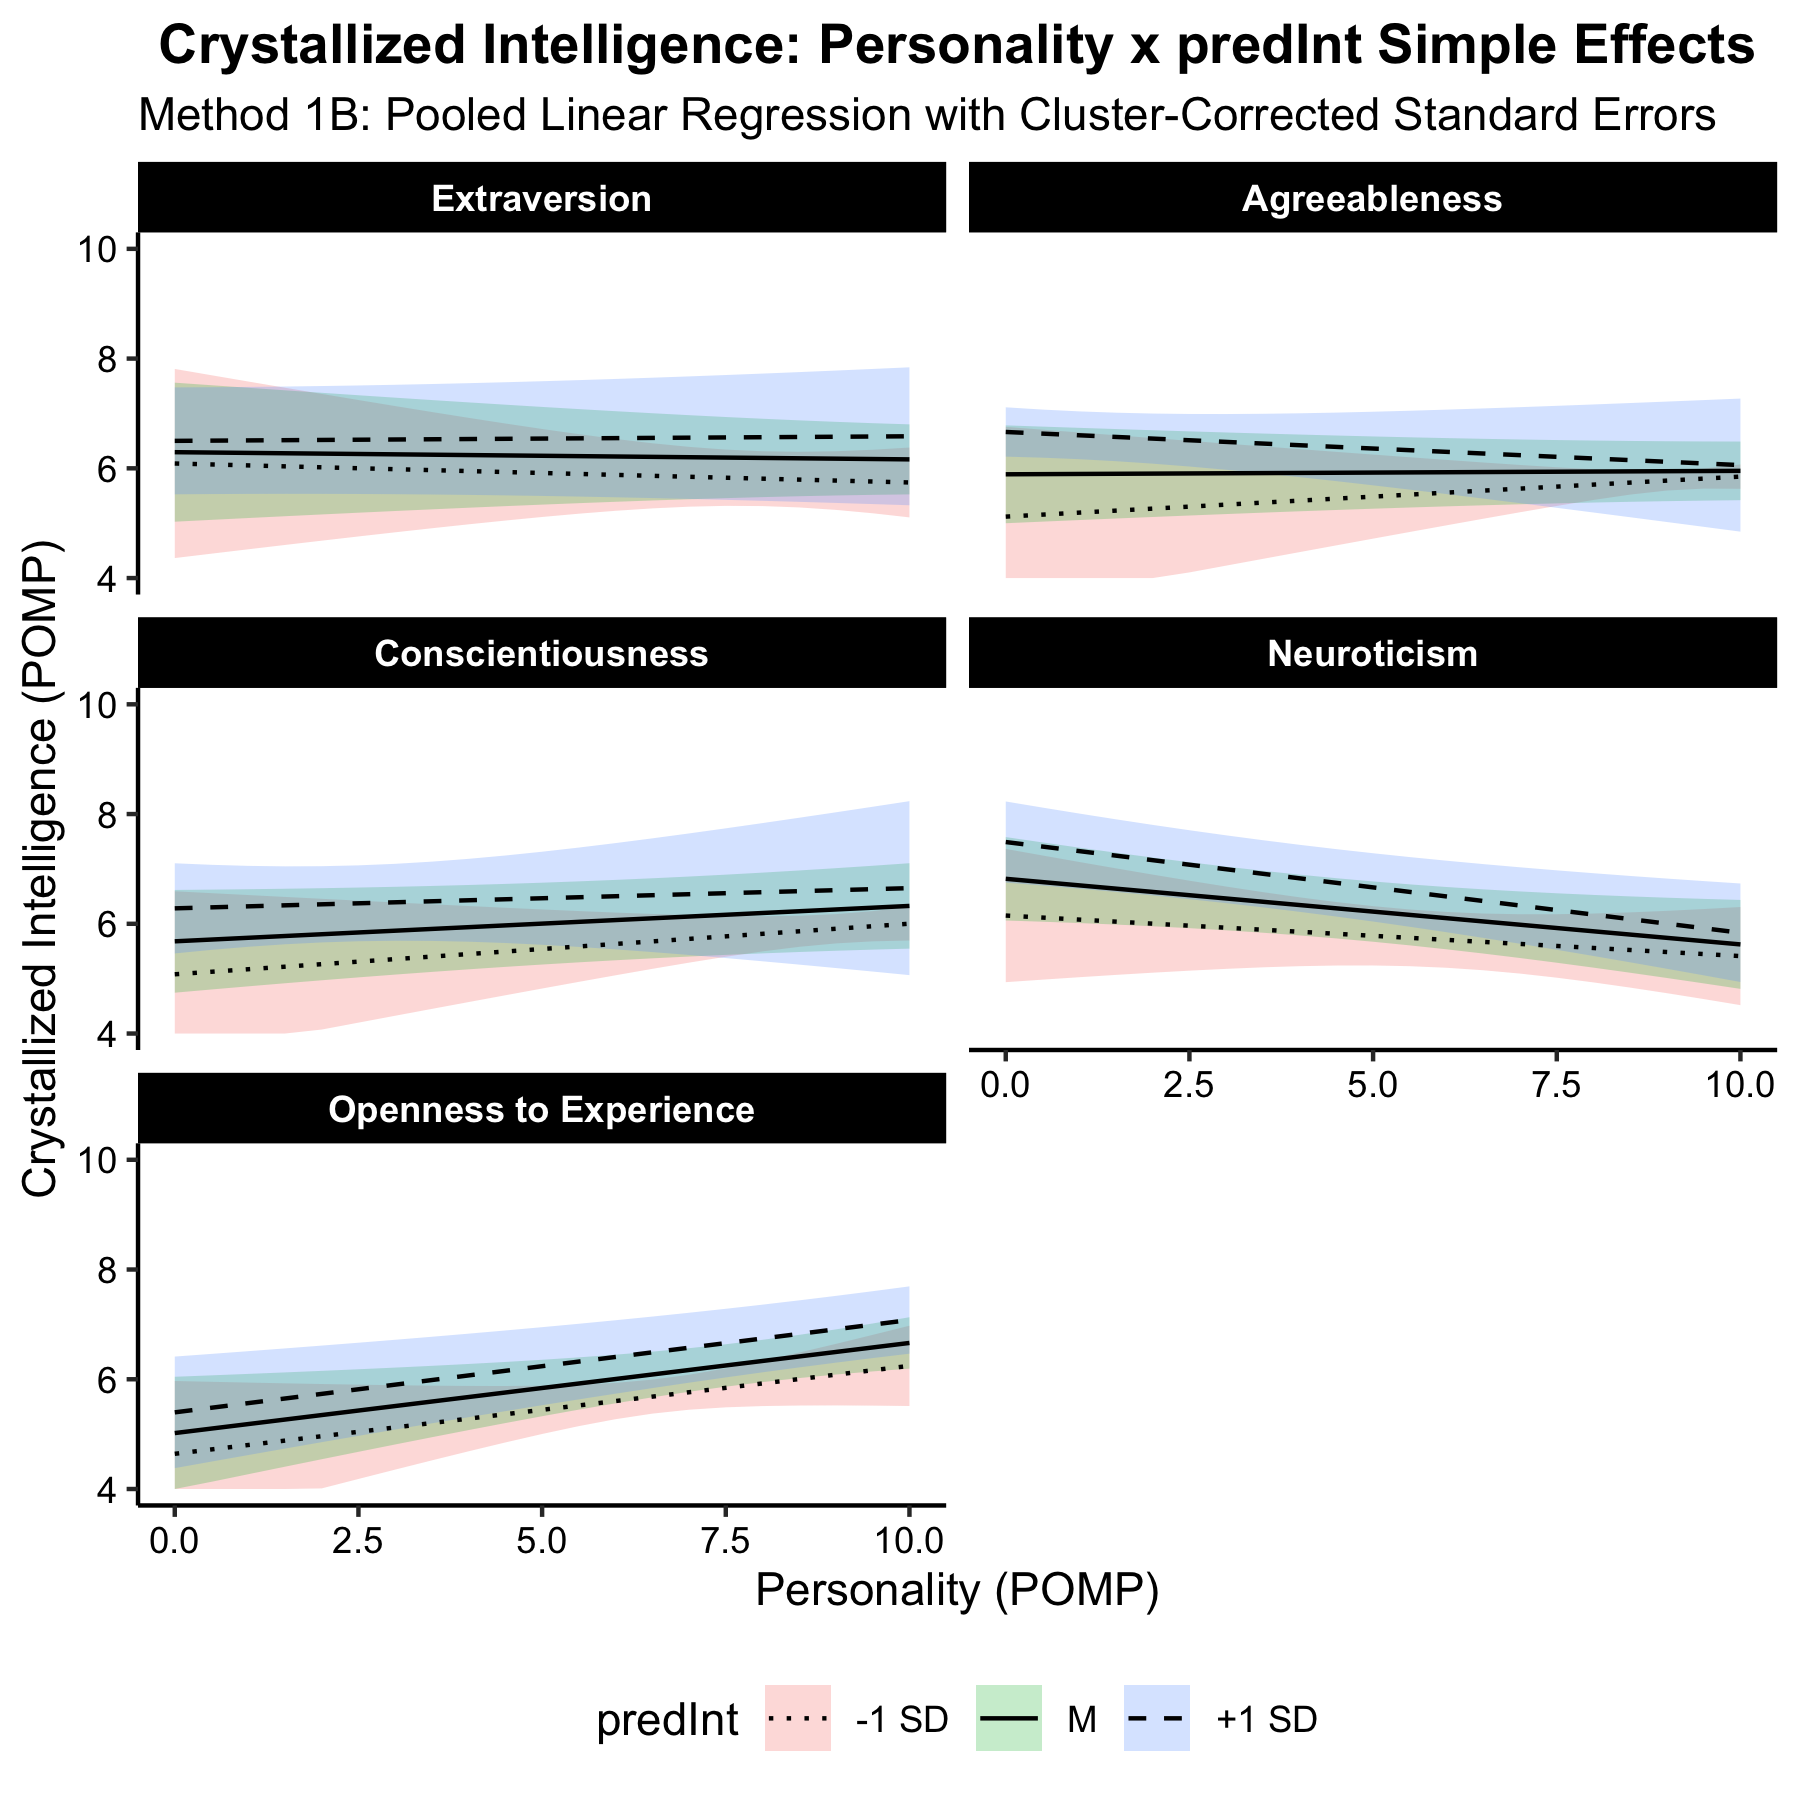 Crystallized Intelligence: Personality x predInt Simple Effects
Method 1B: Pooled Linear Regression with Cluster-Corrected Standard Errors
Extraversion
Agreeableness
10
8
6
4
Conscientiousness
Neuroticism
10
8
6
4
0.0 2.5 5.0 7.5 10.0
Openness to Experience
10
8
6
4
0.0 2.5 5.0 7.5 10.0
Crystallized Intelligence (POMP)
Personality (POMP)
predInt -1 SD M +1 SD